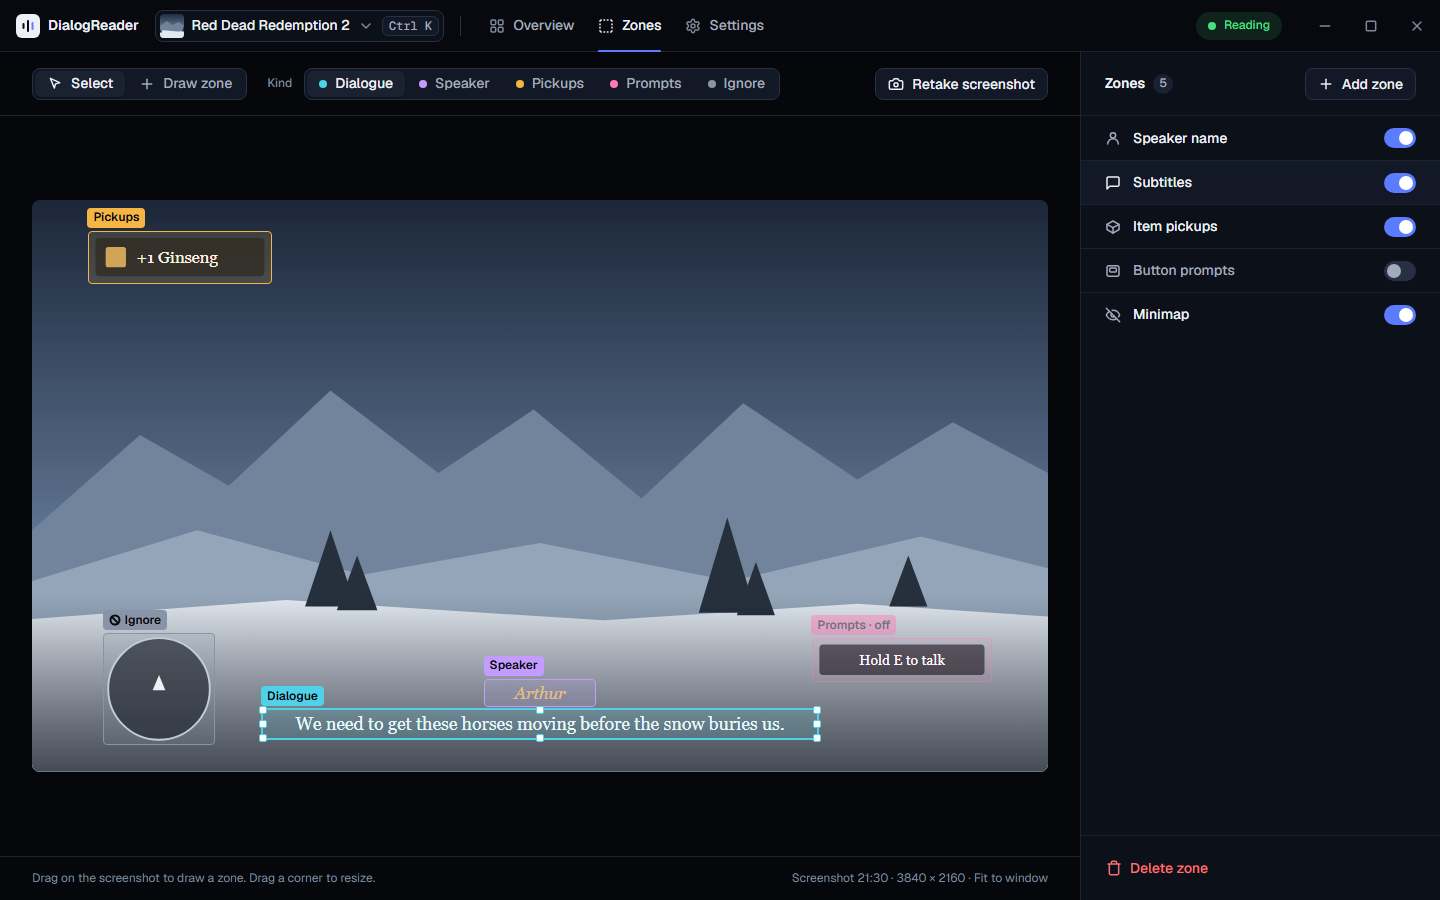 DialogReader
Red Dead Redemption 2
Ctrl K
Overview
Zones
Settings
Reading
Select
Draw zone
Kind
Dialogue
Speaker
Pickups
Prompts
Ignore
Retake screenshot
Zones 5
Add zone
Speaker name
Subtitles
Item pickups
Button prompts
Minimap
Pickups
+1 Ginseng
Ignore
Prompts · off
Hold E to talk
Speaker
Arthur
Dialogue
We need to get these horses moving before the snow buries us.
Drag on the screenshot to draw a zone. Drag a corner to resize.
Screenshot 21:30 · 3840 × 2160 · Fit to window
Delete zone